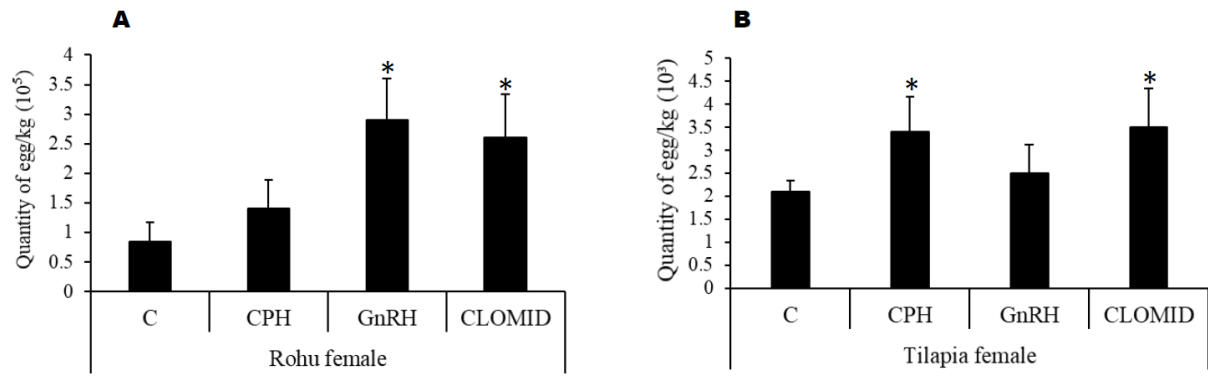 A
Quantity of egg/kg (10⁵)
4
3.5
3
2.5
2
1.5
1
0.5
0
* *
C CPH GnRH CLOMID
Rohu female
B
Quantity of egg/kg (10³)
5
4.5
4
3.5
3
2.5
2
1.5
1
0.5
0
* *
C CPH GnRH CLOMID
Tilapia female